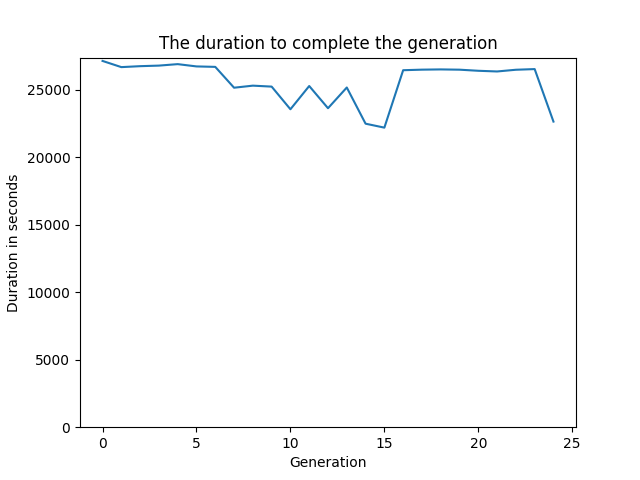 The duration to complete the generation
Duration in seconds
25000
20000
15000
10000
5000
0
0 5 10 15 20 25
Generation